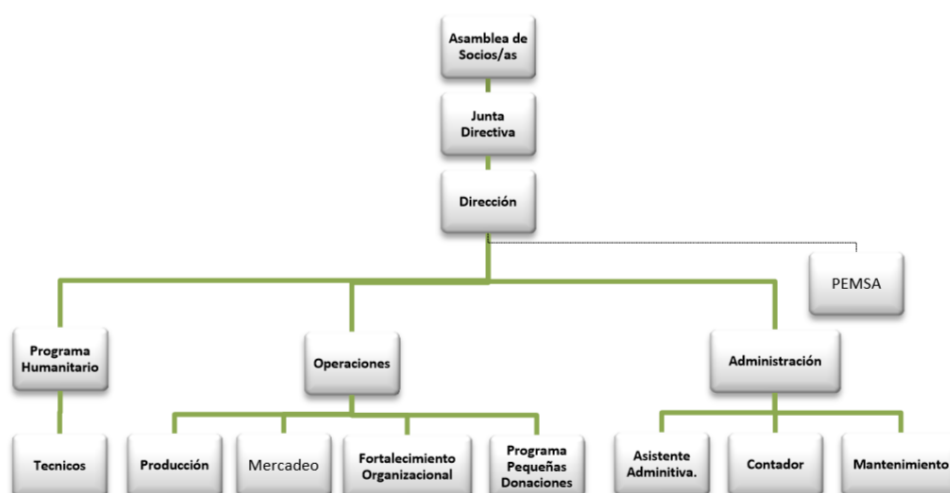 Asamblea de
Socios/as
Junta
Directiva
Dirección
PEMSA
Programa
Humanitario
Operaciones
Administración
Tecnicos
Producción
Mercadeo
Fortalecimiento
Organizacional
Programa
Pequeñas
Donaciones
Asistente
Adminitiva.
Contador
Mantenimiento